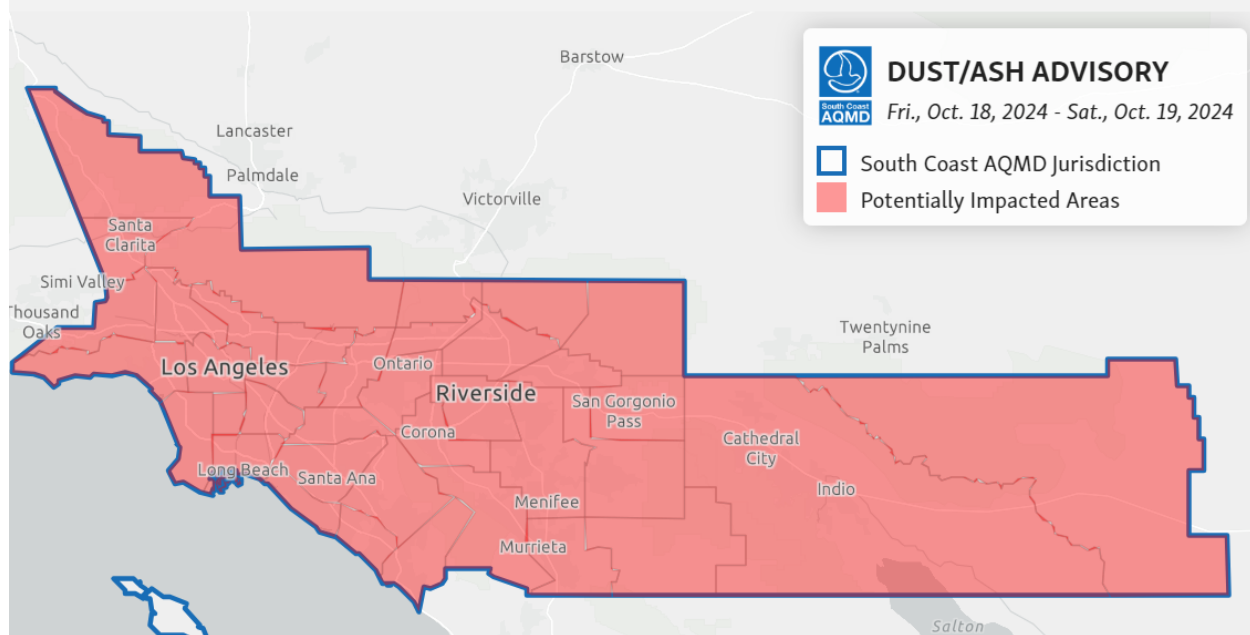 Barstow
DUST/ASH ADVISORY
South Coast
AQMD
Fri., Oct. 18, 2024 - Sat., Oct. 19, 2024
Lancaster
South Coast AQMD Jurisdiction
Palmdale
Victorville
Potentially Impacted Areas
Santa
Clarita
Simi Valley
Thousand
Oaks
Twentynine
Palms
Los Angeles
Ontario
Riverside
San Gorgonio
Pass
Corona
Cathedral
City
Long Beach
Santa Ana
Indio
Menifee
Murrieta
Salton